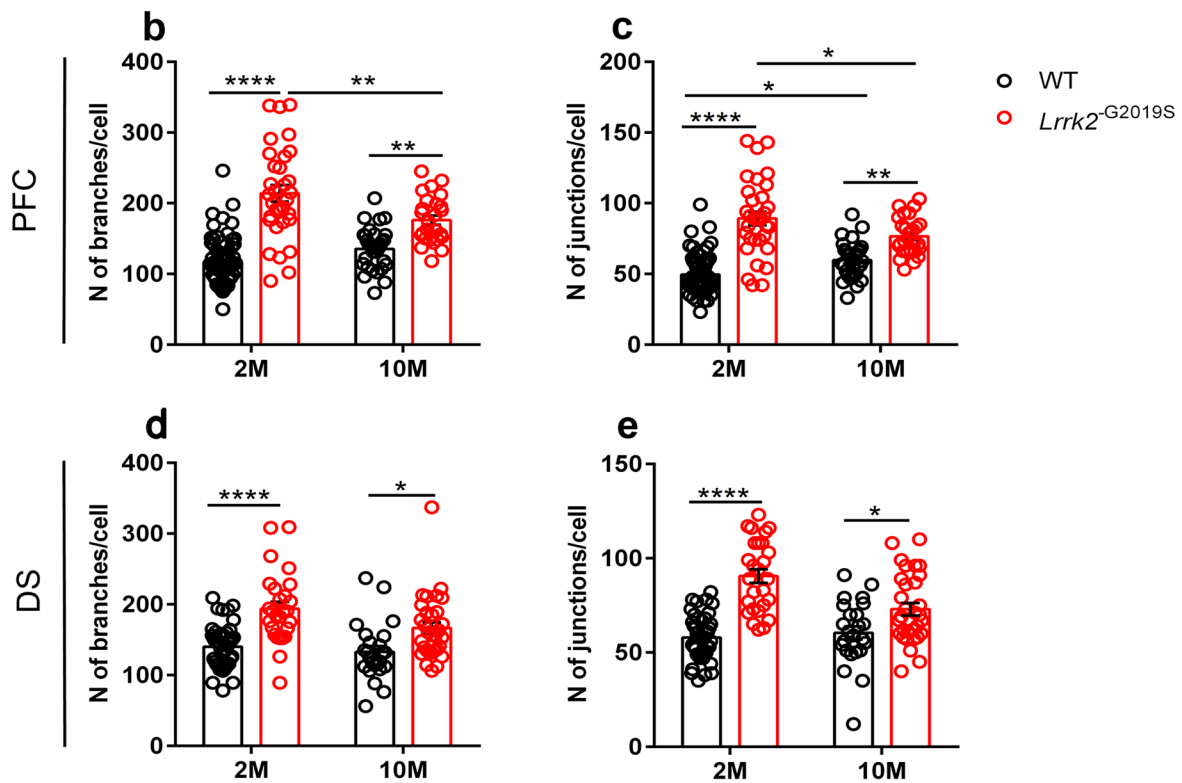 b
c
PFC
N of branches/cell
400
300
200
100
0
****
**
**
2M
10M
N of junctions/cell
200
150
100
50
0
*
*
****
**
2M
10M
WT
Lrrk2-G2019S
d
e
DS
N of branches/cell
400
300
200
100
0
****
*
2M
10M
N of junctions/cell
150
100
50
0
****
*
2M
10M